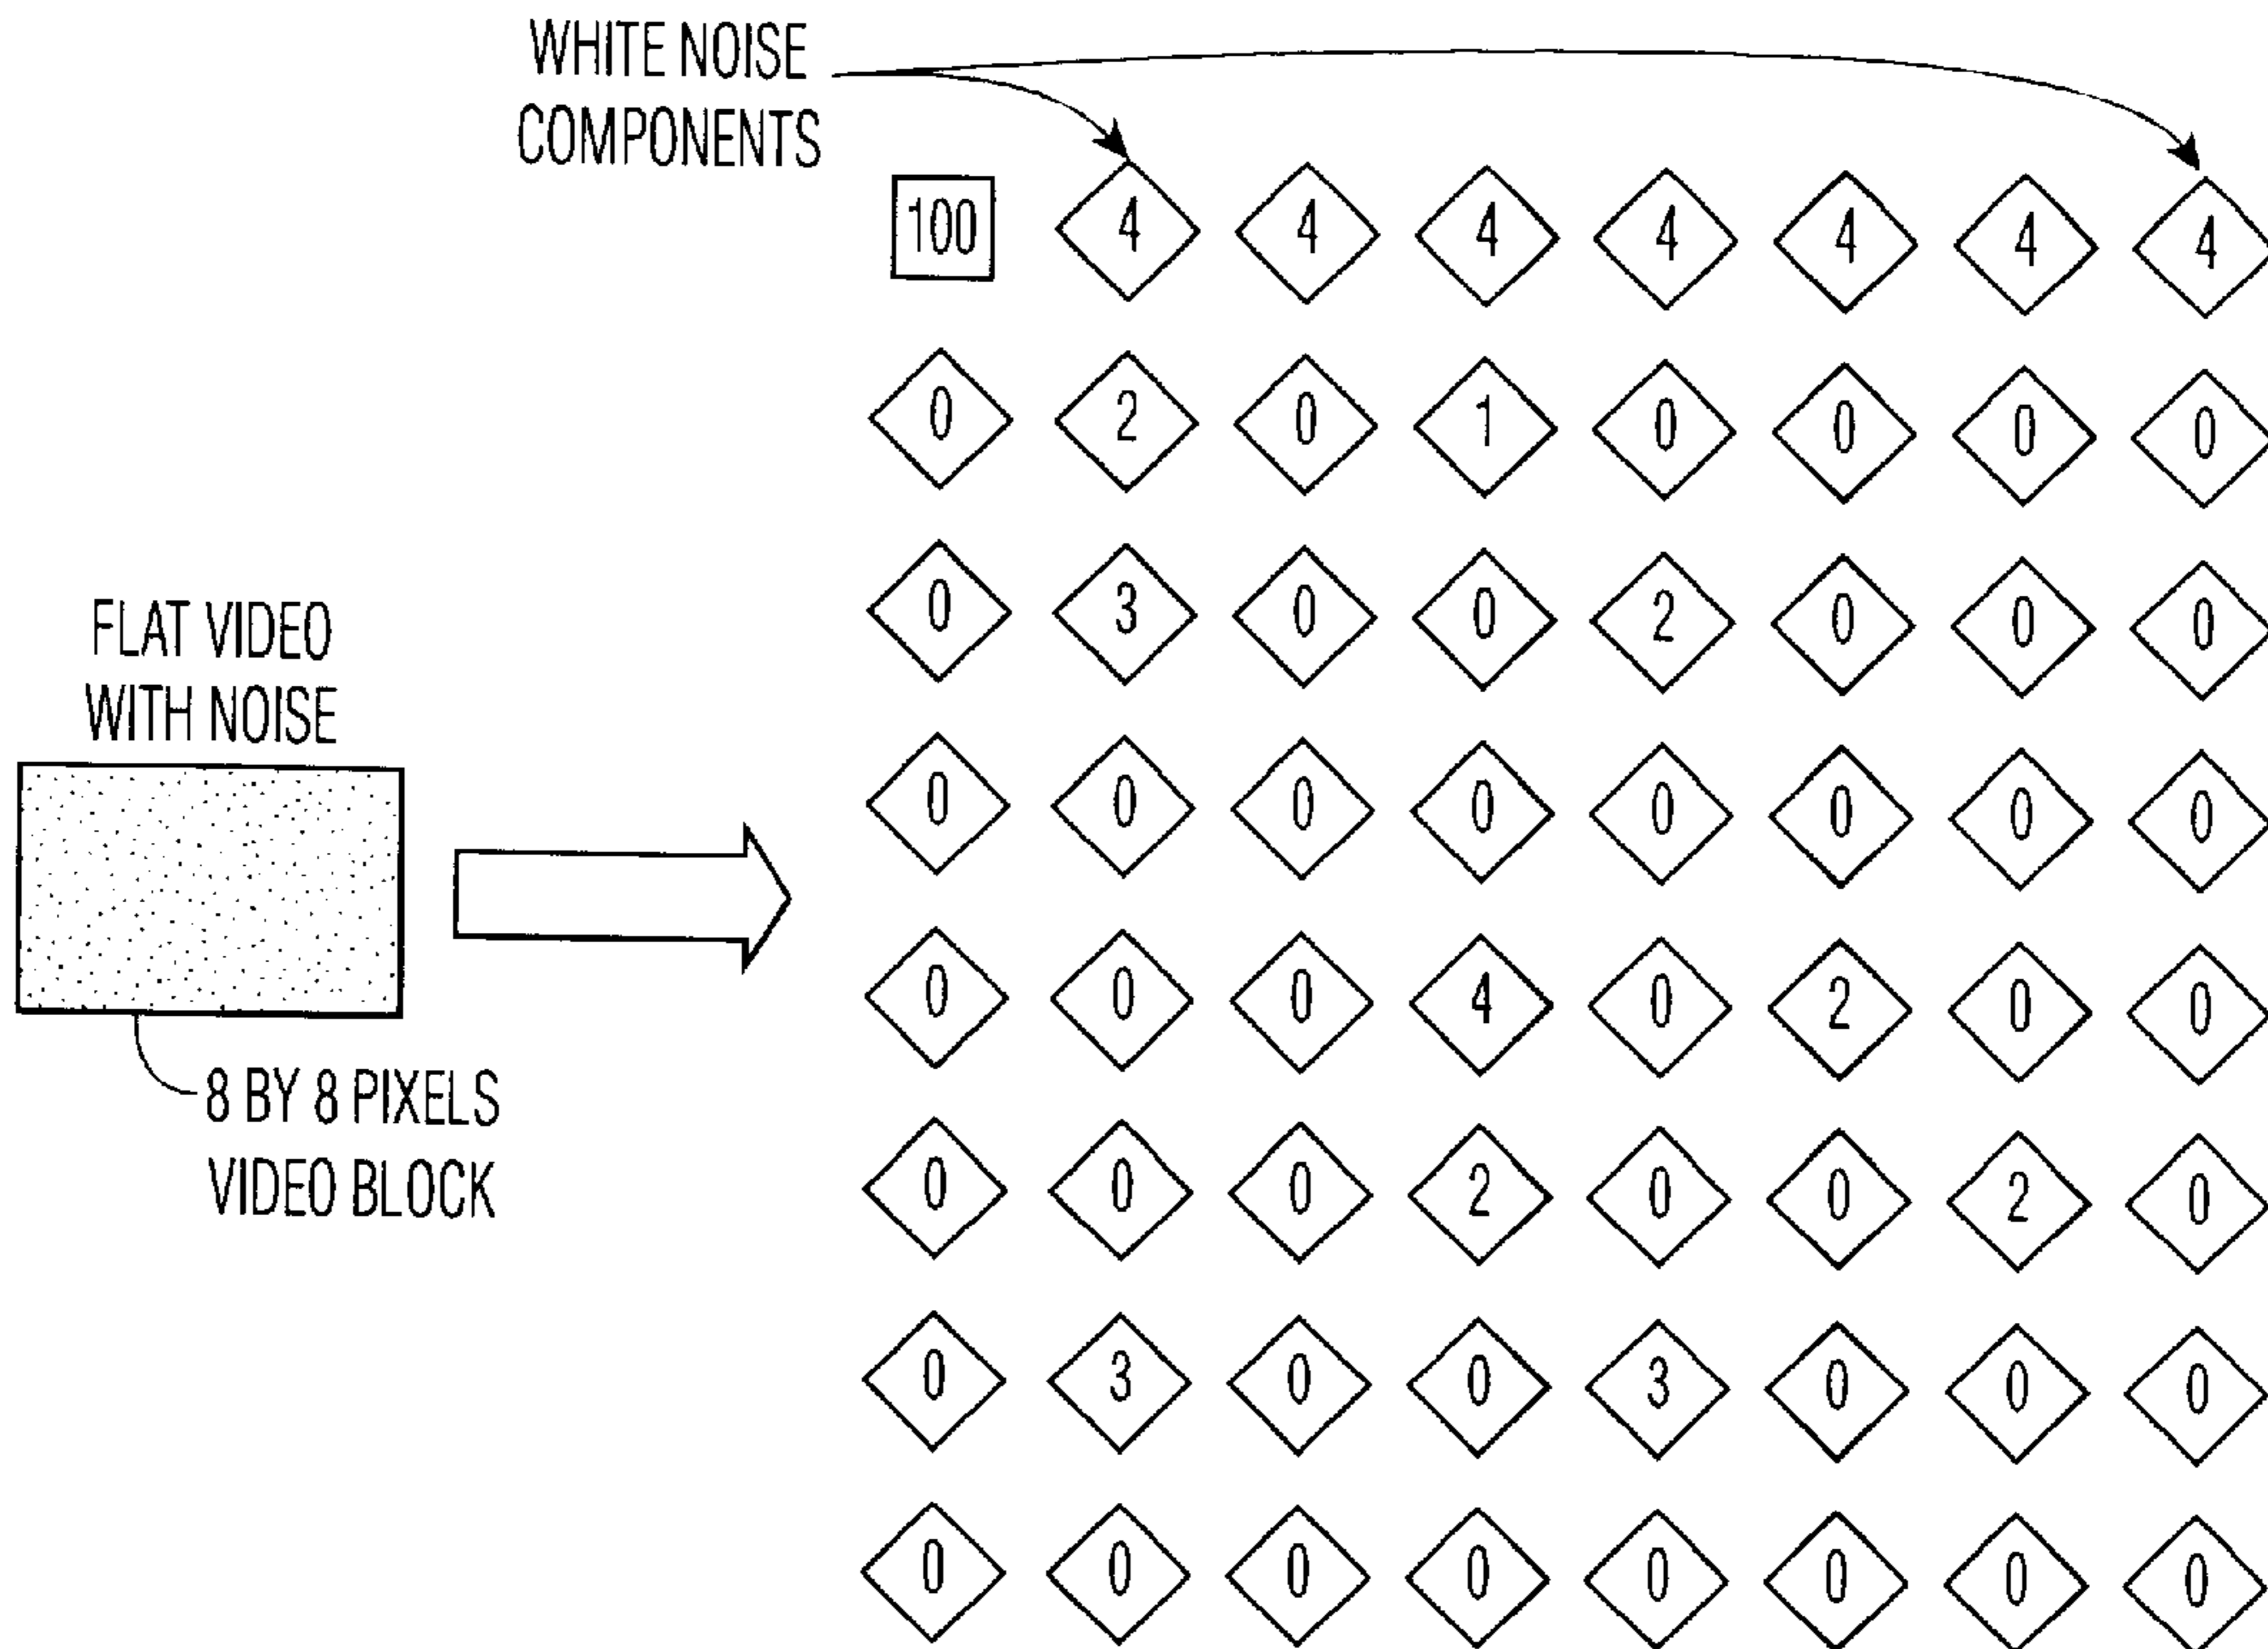 WHITE NOISE
COMPONENTS
100 4 4 4 4 4 4 4
0 2 0 1 0 0 0 0
0 3 0 0 2 0 0 0
FLAT VIDEO
WITH NOISE
0 0 0 0 0 0 0 0
0 0 0 4 0 2 0 0
8 BY 8 PIXELS
VIDEO BLOCK
0 0 0 2 0 0 2 0
0 3 0 0 3 0 0 0
0 0 0 0 0 0 0 0